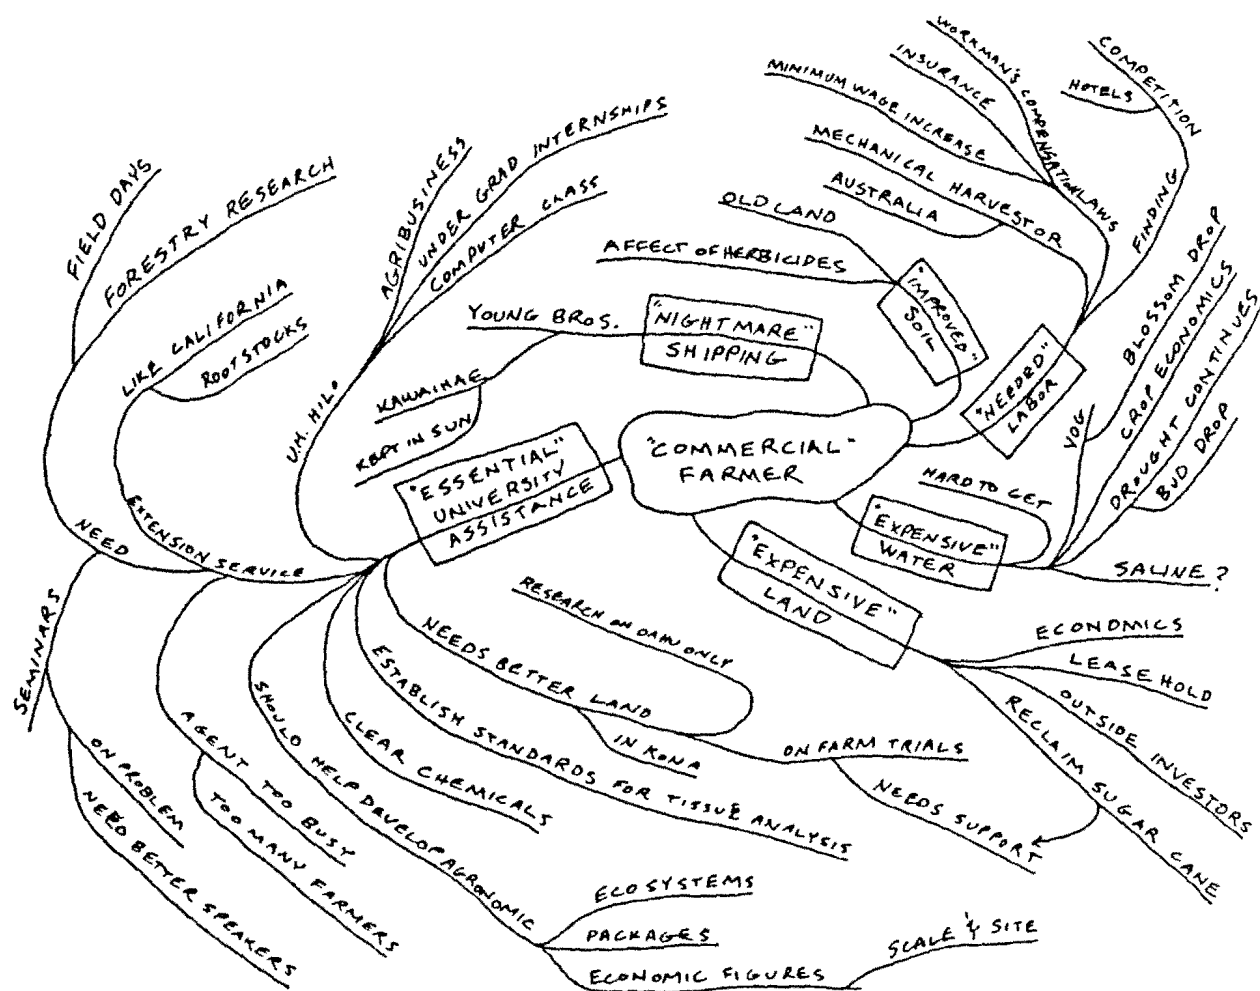 "COMMERCIAL"
FARMER
"NIGHTMARE"
SHIPPING
YOUNG BROS.
KAWAIHAE
KEPT IN SUN
"IMPROVED"
SOIL
OLD LAND
AFFECT OF HERBICIDES
"NEEDED"
LABOR
AUSTRALIA
MECHANICAL HARVESTOR
MINIMUM WAGE INCREASE
INSURANCE
WORKMAN'S COMPENSATION
LAWS
FINDING
COMPETITION
HOTELS
"EXPENSIVE"
WATER
HARD TO GET
VOG
BLOSSOM DROP
CROP ECONOMICS
DROUGHT CONTINUES
BUD DROP
SALINE?
"EXPENSIVE"
LAND
ECONOMICS
LEASE HOLD
OUTSIDE INVESTORS
RECLAIM SUGAR CANE
"ESSENTIAL"
UNIVERSITY
ASSISTANCE
U.H. HILO
AGRIBUSINESS
UNDER GRAD INTERNSHIPS
COMPUTER CLASS
EXTENSION SERVICE
LIKE CALIFORNIA
ROOTSTOCKS
NEED
FORESTRY RESEARCH
FIELD DAYS
SEMINARS
ON PROBLEM
NEED BETTER SPEAKERS
AGENT TOO BUSY
TOO MANY FARMERS
SHOULD HELP DEVELOP AGRONOMIC
ECOSYSTEMS
PACKAGES
ECONOMIC FIGURES
SCALE & SITE
CLEAR CHEMICALS
ESTABLISH STANDARDS FOR TISSUE ANALYSIS
NEEDS BETTER LAND
RESEARCH ON OAHU ONLY
IN KONA
ON FARM TRIALS
NEEDS SUPPORT